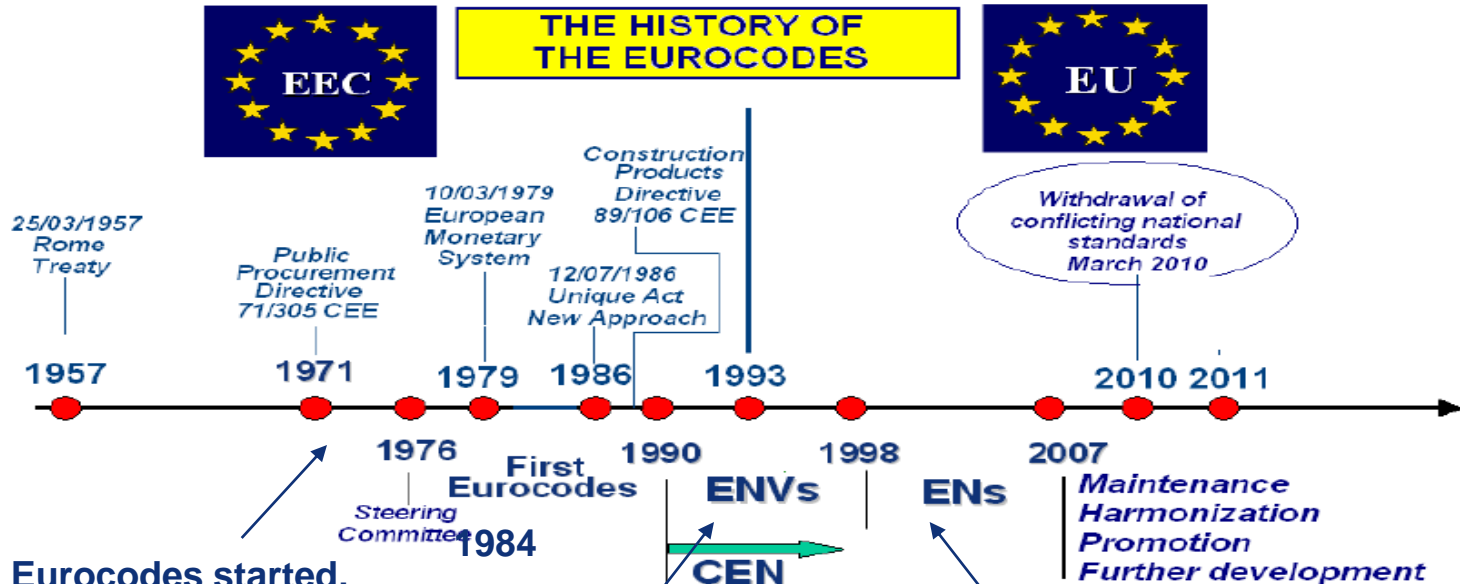 THE HISTORY OF
THE EUROCODES
EEC
EU
25/03/1957
Rome
Treaty
Public
Procurement
Directive
71/305 CEE
10/03/1979
European
Monetary
System
12/07/1986
Unique Act
New Approach
Construction
Products
Directive
89/106 CEE
Withdrawal of
conflicting national
standards
March 2010
1957
1971
1979
1986
1993
2010
2011
1976
1990
1998
2007
Steering
Committee
First
Eurocodes
1984
ENVs
CEN
ENs
Maintenance
Harmonization
Promotion
Further development
Eurocodes started.